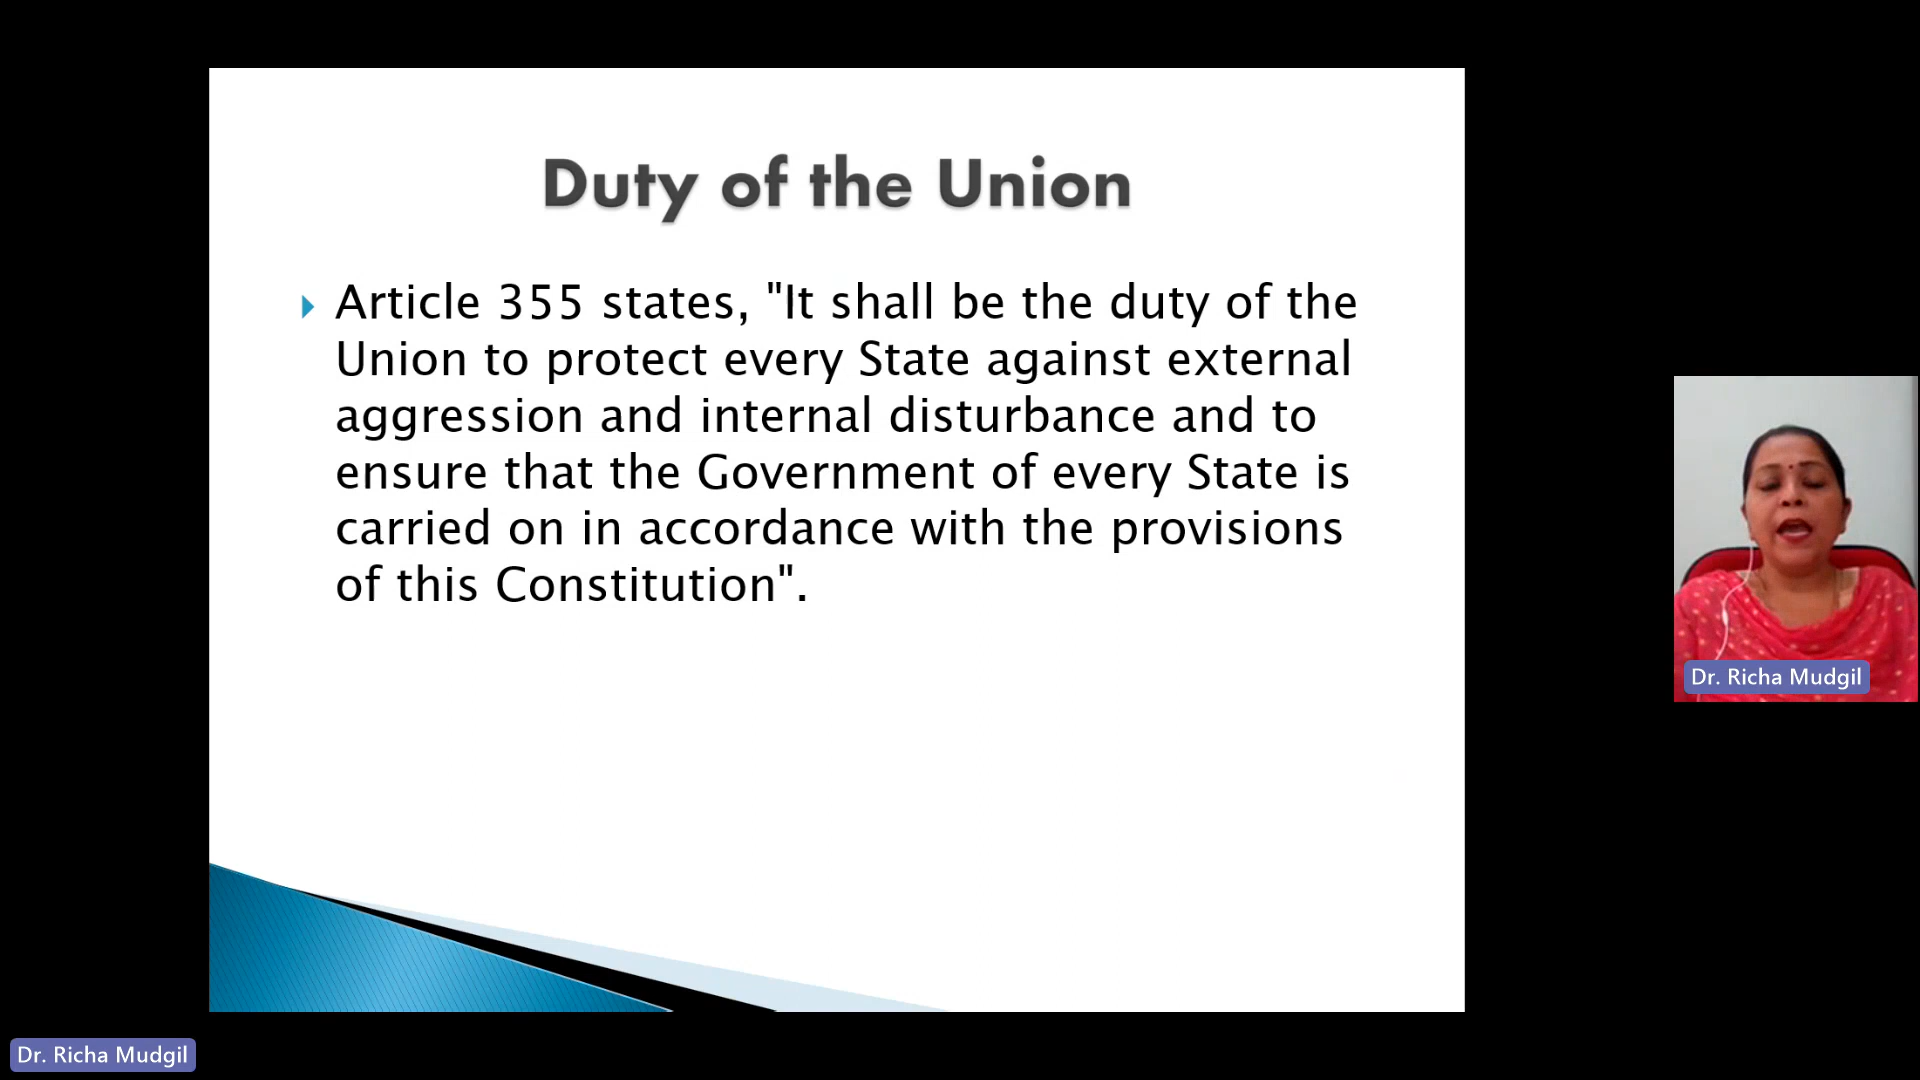 Duty of the Union
Article 355 states, "It shall be the duty of the
Union to protect every State against external
aggression and internal disturbance and to
ensure that the Government of every State is
carried on in accordance with the provisions
of this Constitution".
Dr. Richa Mudgil
Dr. Richa Mudgil